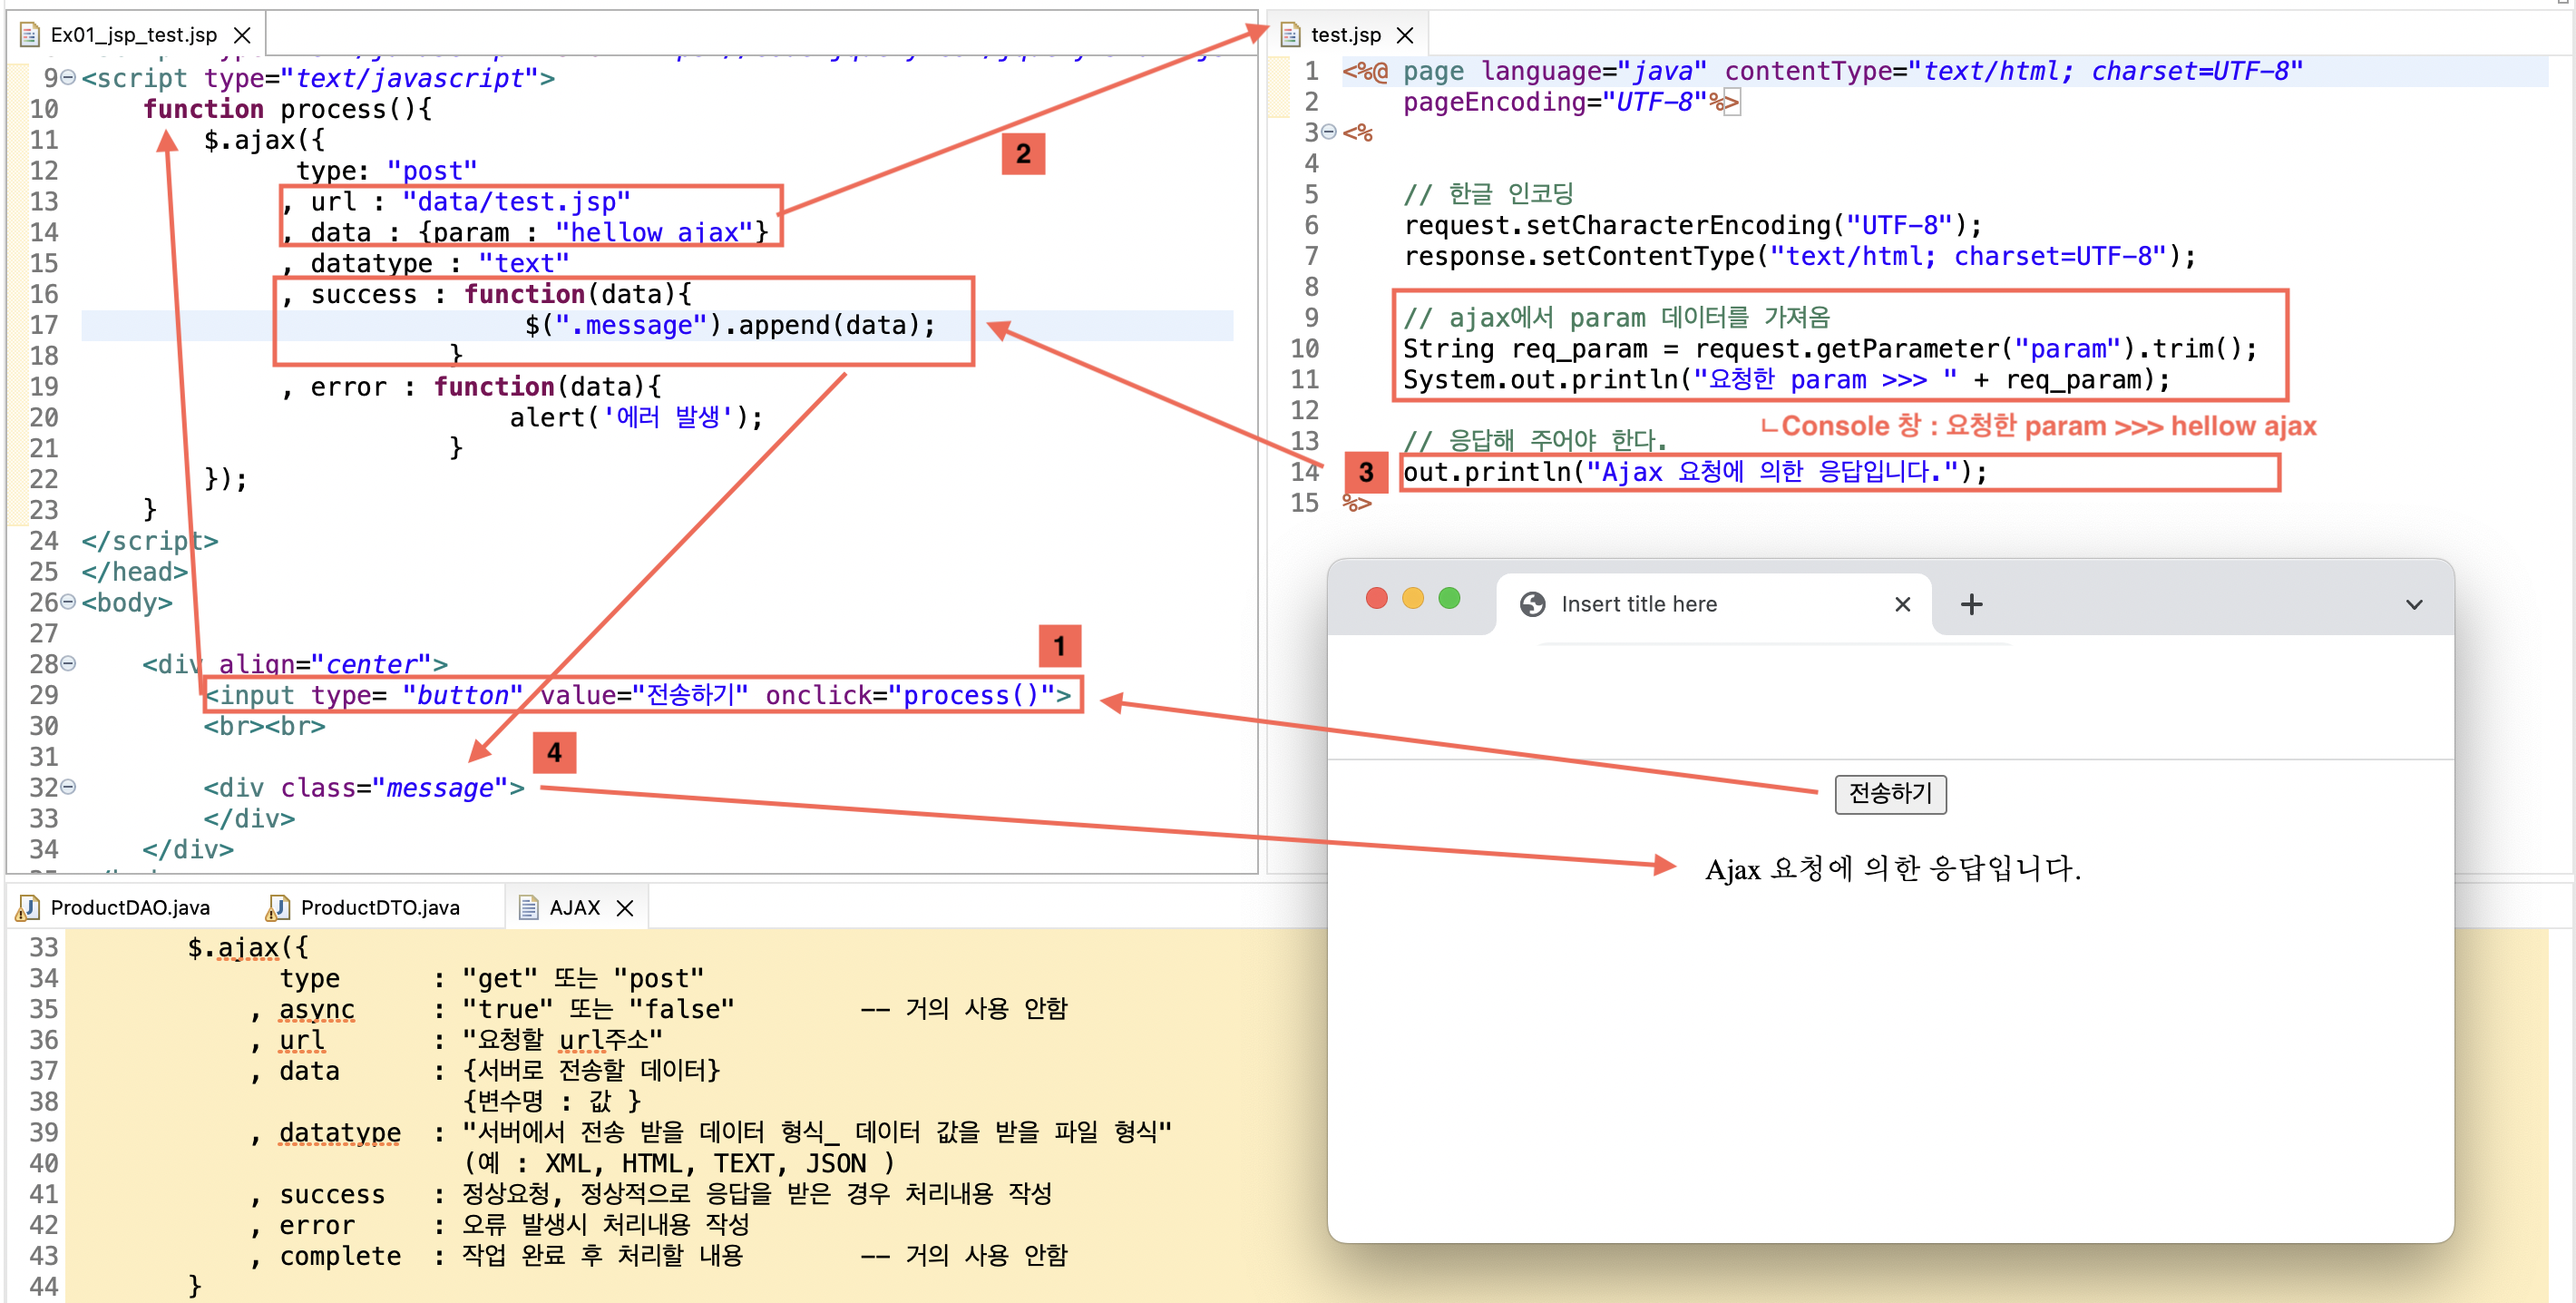 Ex01_jsp_test.jsp
9 <script type="text/javascript">
10 function process(){
11 $.ajax({
12 type: "post"
13 , url : "data/test.jsp"
14 , data : {param : "hellow ajax"}
15 , datatype : "text"
16 , success : function(data){
17 $(".message").append(data);
18 }
19 , error : function(data){
20 alert('에러 발생');
21 }
22 });
23 }
24 </script>
25 </head>
26 <body>
27
28 <div align="center">
29 <input type= "button" value="전송하기" onclick="process()">
30 <br><br>
31
32 <div class="message">
33 </div>
34 </div>
2
1
4
test.jsp
1 <%@ page language="java" contentType="text/html; charset=UTF-8"
2 pageEncoding="UTF-8"%>
3 <%
4
5 // 한글 인코딩
6 request.setCharacterEncoding("UTF-8");
7 response.setContentType("text/html; charset=UTF-8");
8
9 // ajax에서 param 데이터를 가져옴
10 String req_param = request.getParameter("param").trim();
11 System.out.println("요청한 param >>> " + req_param);
12
ㄴConsole 창 : 요청한 param >>> hellow ajax
13 // 응답해 주어야 한다.
14 3 out.println("Ajax 요청에 의한 응답입니다.");
15 %>
Insert title here
전송하기
Ajax 요청에 의한 응답입니다.
ProductDAO.java ProductDTO.java AJAX
33 $.ajax({
34 type : "get" 또는 "post"
35 , async : "true" 또는 "false" -- 거의 사용 안함
36 , url : "요청할 url주소"
37 , data : {서버로 전송할 데이터}
38 {변수명 : 값 }
39 , datatype : "서버에서 전송 받을 데이터 형식_ 데이터 값을 받을 파일 형식"
40 (예 : XML, HTML, TEXT, JSON )
41 , success : 정상요청, 정상적으로 응답을 받은 경우 처리내용 작성
42 , error : 오류 발생시 처리내용 작성
43 , complete : 작업 완료 후 처리할 내용 -- 거의 사용 안함
44 }